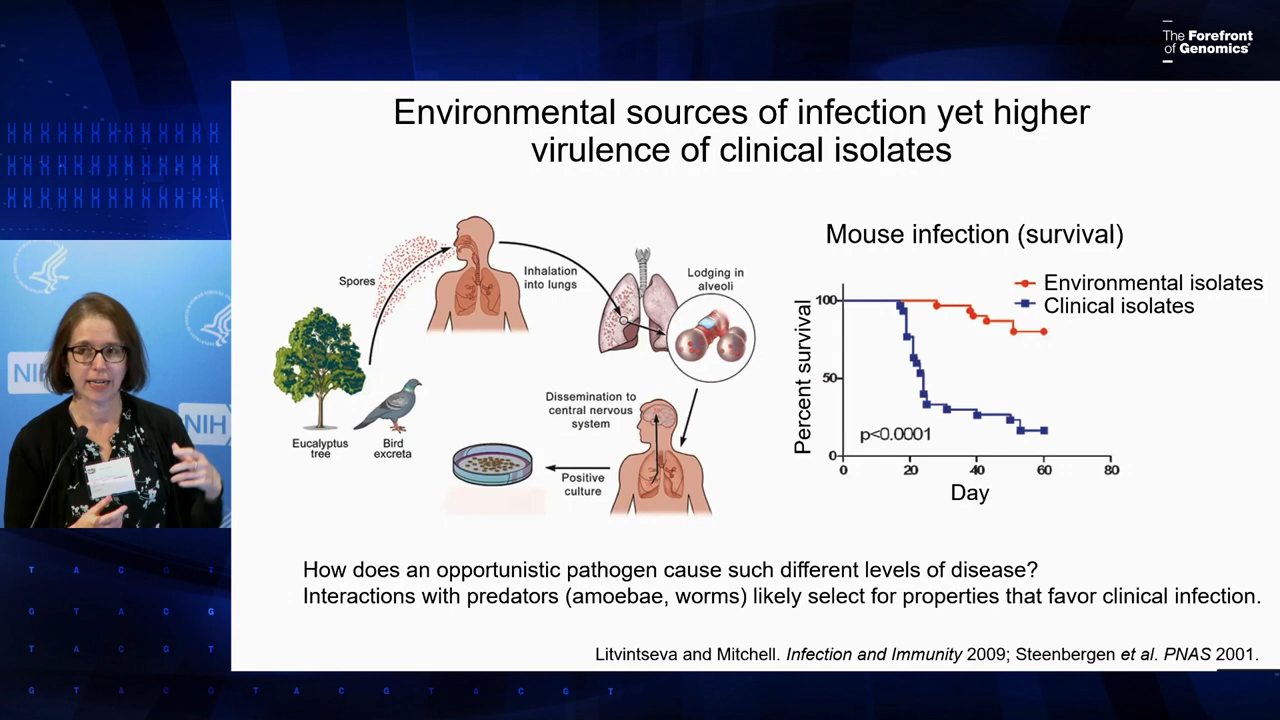 The Forefront
of Genomics®
Environmental sources of infection yet higher
virulence of clinical isolates
Spores
Inhalation
into lungs
Lodging in
alveoli
Eucalyptus
tree
Bird
excreta
Dissemination to
central nervous
system
Positive
culture
Mouse infection (survival)
Environmental isolates
Clinical isolates
Percent survival
100
50
0
p<0.0001
0 20 40 60 80
Day
How does an opportunistic pathogen cause such different levels of disease?
Interactions with predators (amoebae, worms) likely select for properties that favor clinical infection.
Litvintseva and Mitchell. Infection and Immunity 2009; Steenbergen et al. PNAS 2001.
NIH
NIH
T A C G T
G T A C G
T A C G T
G T A C G T A C G T A C G T